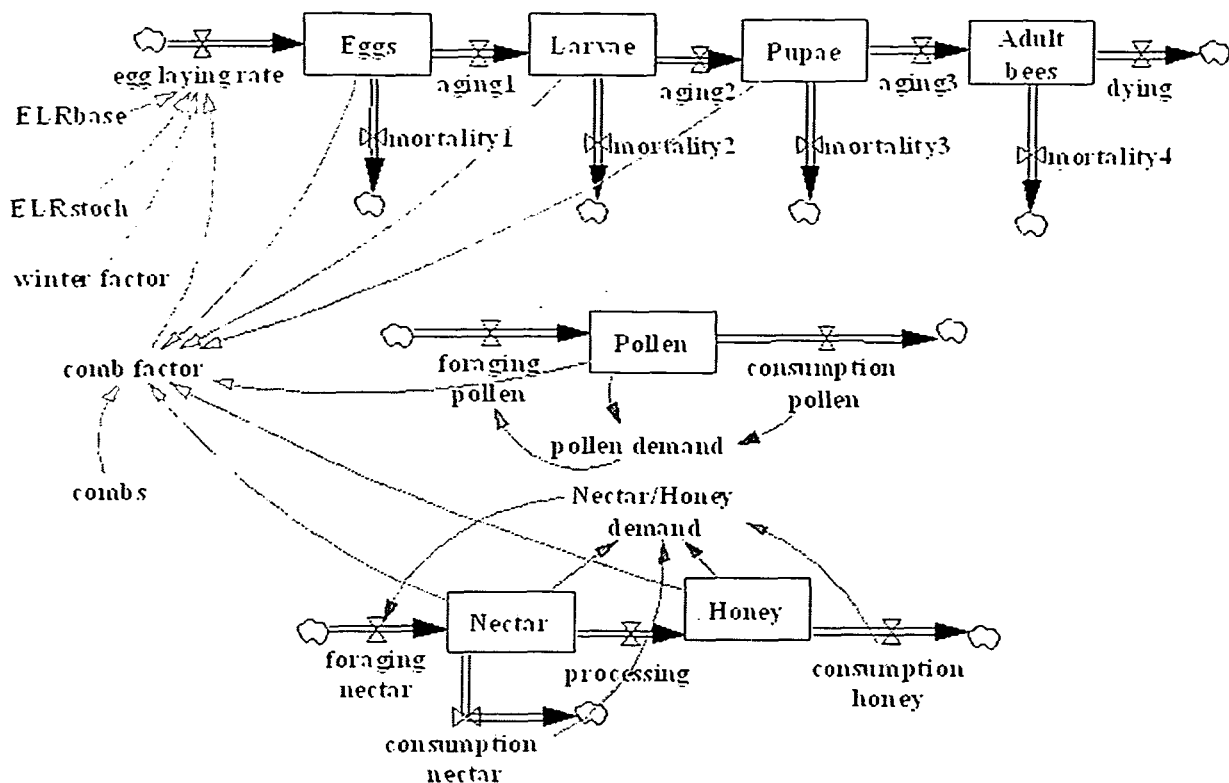 Eggs
Larvae
Pupae
Adult
bees
egg laying rate
aging1
aging2
aging3
dying
ELRbase
mortality1
mortality2
mortality3
mortality4
ELRstoch
winter factor
comb factor
Pollen
foraging
pollen
consumption
pollen
pollen demand
combs
Nectar/Honey
demand
Nectar
Honey
foraging
nectar
processing
consumption
honey
consumption
nectar